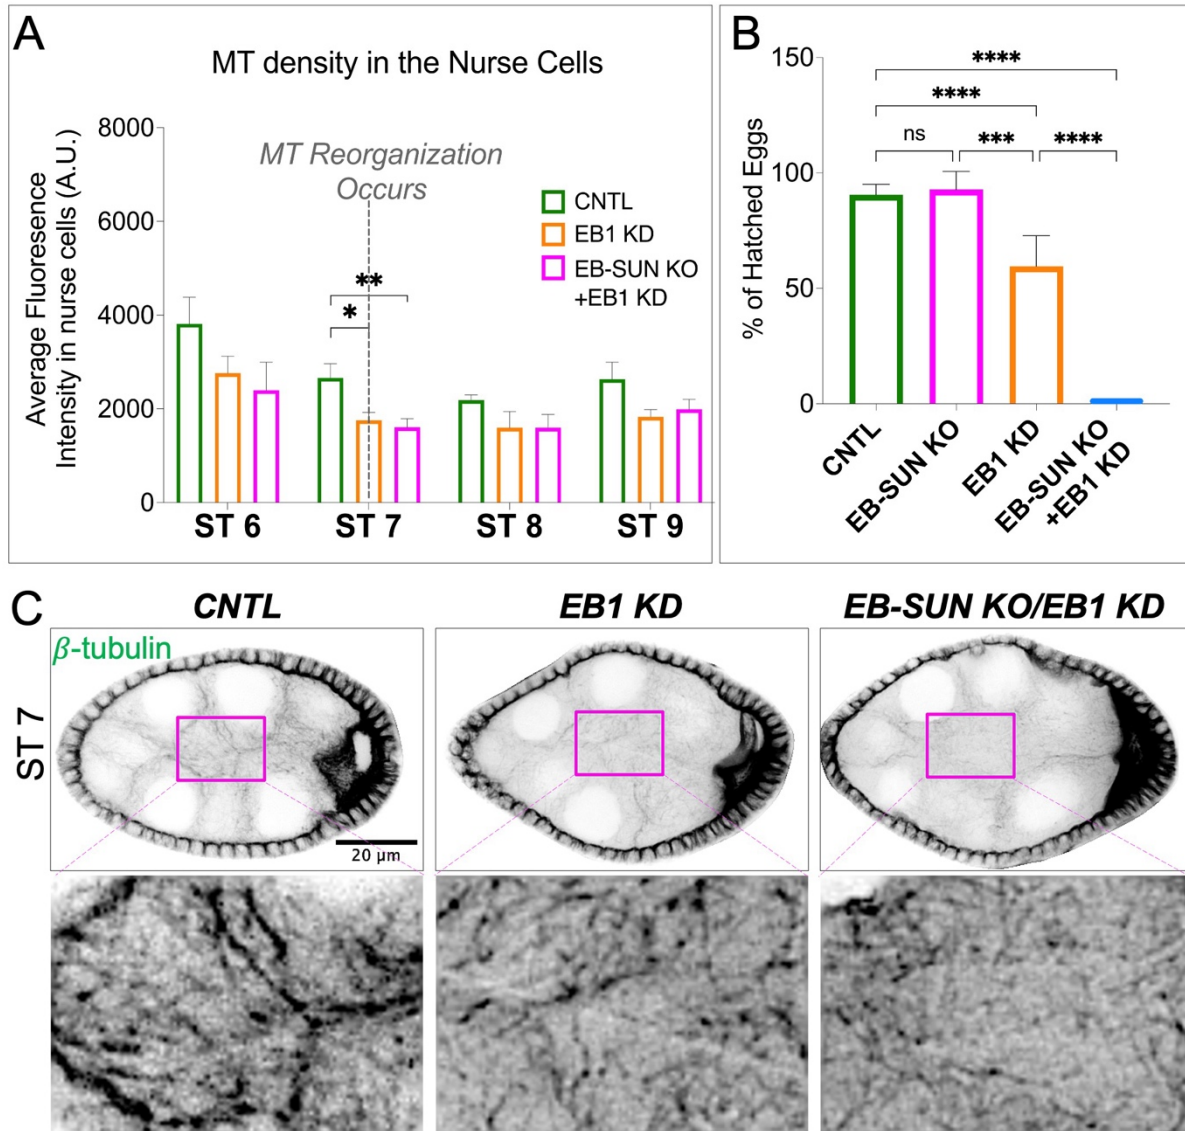 A
MT density in the Nurse Cells
Average Fluoresence
Intensity in nurse cells (A.U.)
8000
6000
4000
2000
0
MT Reorganization
Occurs
CNTL
EB1 KD
EB-SUN KO
+EB1 KD
**
*
ST 6
ST 7
ST 8
ST 9
B
% of Hatched Eggs
150
100
50
0
****
****
ns
***
****
CNTL
EB-SUN KO
EB1 KD
EB-SUN KO
+EB1 KD
C
CNTL
EB1 KD
EB-SUN KO/EB1 KD
β-tubulin
ST 7
20 µm